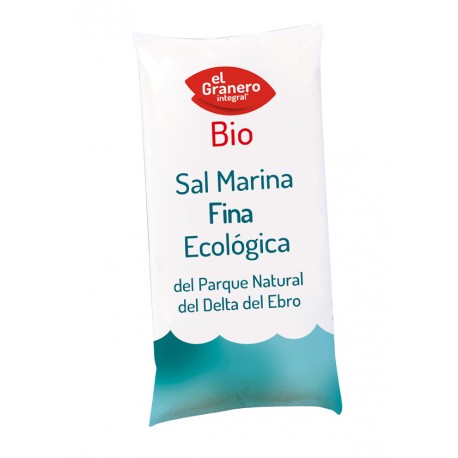 el
Granero
integral®
Bio
Sal Marina
Fina
Ecológica
del Parque Natural
del Delta del Ebro